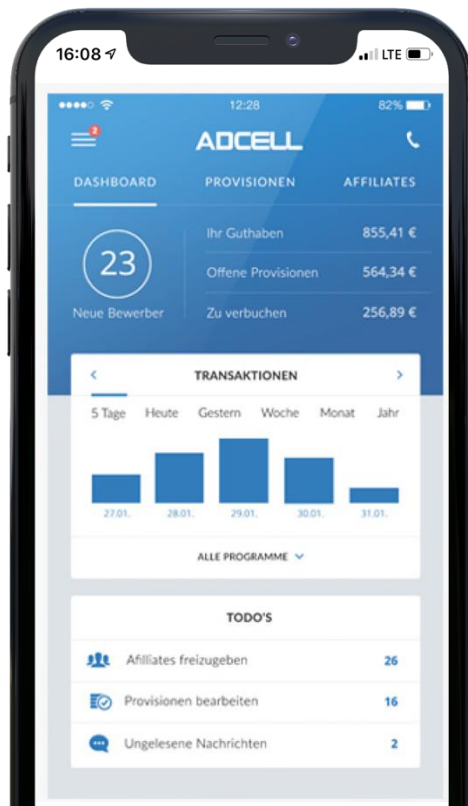 16:08 LTE
12:28 82%
2
ADCELL
DASHBOARD PROVISIONEN AFFILIATES
23
Neue Bewerber
Ihr Guthaben 855,41 €
Offene Provisionen 564,34 €
Zu verbuchen 256,89 €
TRANSAKTIONEN
5 Tage Heute Gestern Woche Monat Jahr
27.01. 28.01. 29.01. 30.01. 31.01.
ALLE PROGRAMME
TODO'S
Afilliates freizugeben 26
Provisionen bearbeiten 16
Ungelesene Nachrichten 2